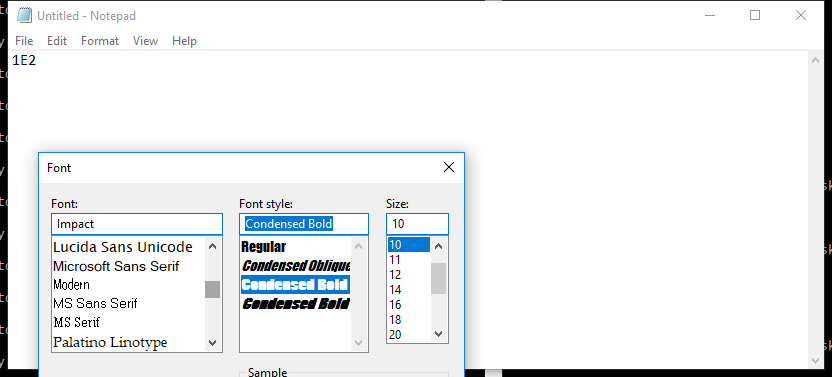 Untitled - Notepad
File Edit Format View Help
1E2
Font
Font: Font style: Size:
Impact Condensed Bold 10
Lucida Sans Unicode Regular 10
Microsoft Sans Serif Condensed Oblique 11
Modern Condensed Bold 12
MS Sans Serif Condensed Bold 14
MS Serif 16
Palatino Linotype 18
20
Sample